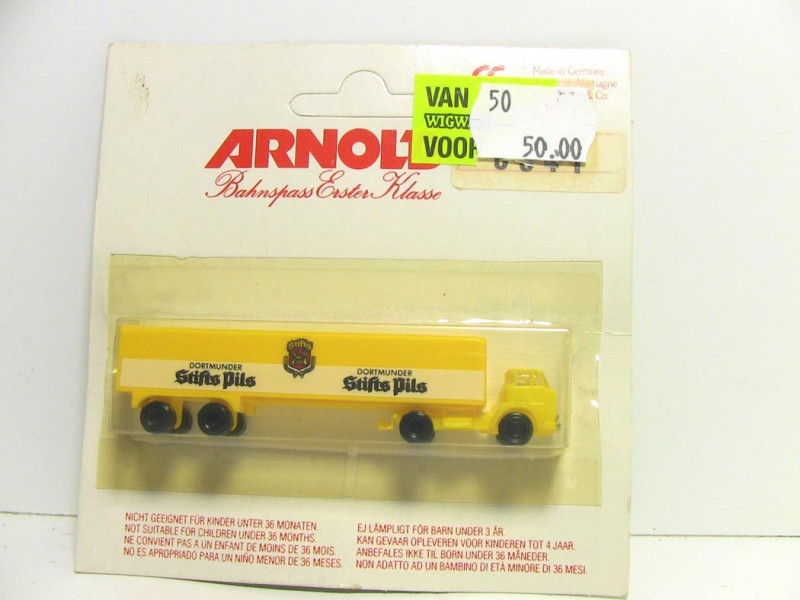 Made in Germany
Co
VAN 50
WIGW
VOOR 50.00
ARNOLD
Bahnspass Erster Klasse
Stifts
DORTMUNDER
Stifts Pils
DORTMUNDER
Stifts Pils
NICHT GEEIGNET FÜR KINDER UNTER 36 MONATEN.
NOT SUITABLE FOR CHILDREN UNDER 36 MONTHS.
NE CONVIENT PAS A UN ENFANT DE MOINS DE 36 MOIS.
NO ES APROPRIADO PARA UN NIÑO MENOR DE 36 MESES.
EJ LÄMPLIGT FÖR BARN UNDER 3 ÅR.
KAN GEVAAR OPLEVEREN VOOR KINDEREN TOT 4 JAAR.
ANBEFALES IKKE TIL BORN UNDER 36 MÅNEDER.
NON ADATTO AD UN BAMBINO DI ETÀ MINORE DI 36 MESI.